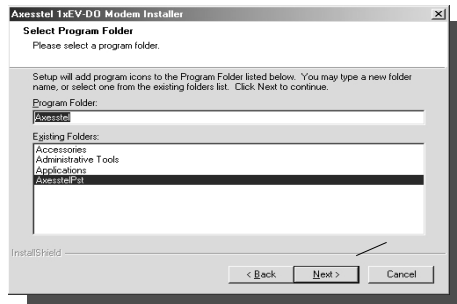 Axesstel 1xEV-DO Modem Installer
Select Program Folder
Please select a program folder.
Setup will add program icons to the Program Folder listed below. You may type a new folder
name, or select one from the existing folders list. Click Next to continue.
Program Folder:
Axesstel
Existing Folders:
Accessories
Administrative Tools
Applications
AxesstelPst
InstallShield
< Back
Next >
Cancel